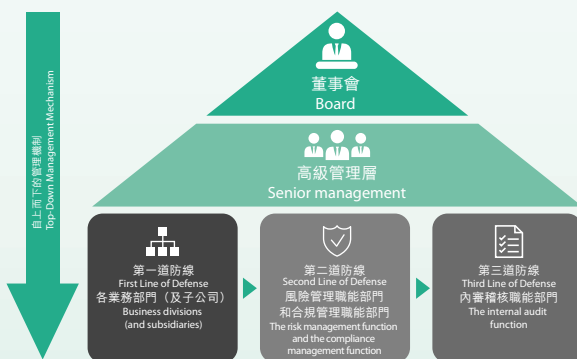 自上而下的管理機制
Top-Down Management Mechanism
董事會
Board
高級管理層
Senior management
第一道防線
First Line of Defense
各業務部門（及子公司）
Business divisions
(and subsidiaries)
第二道防線
Second Line of Defense
風險管理職能部門
和合規管理職能部門
The risk management function
and the compliance
management function
第三道防線
Third Line of Defense
內審稽核職能部門
The internal audit
function